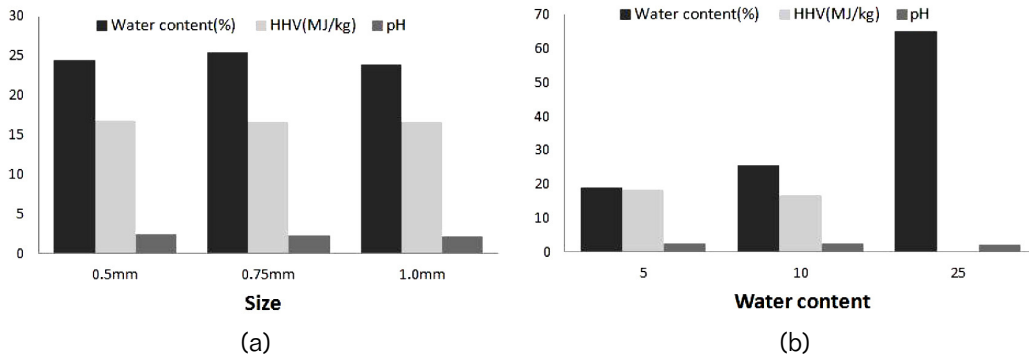 Water content(%) HHV(MJ/kg) pH
30
25
20
15
10
5
0
0.5mm 0.75mm 1.0mm
Size
(a)
Water content(%) HHV(MJ/kg) pH
70
60
50
40
30
20
10
0
5 10 25
Water content
(b)